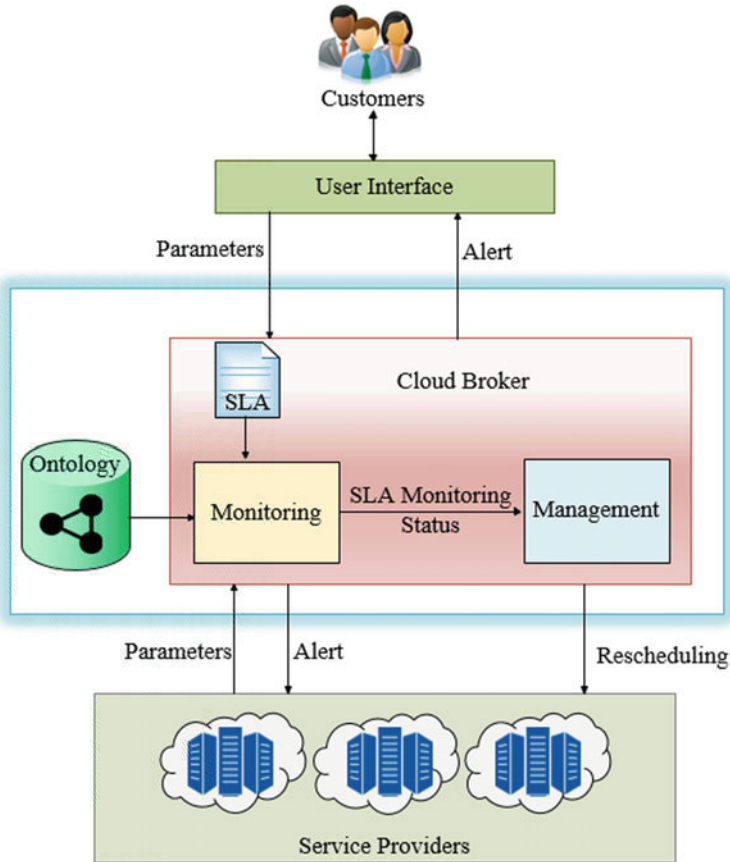 Customers
User Interface
Parameters
Alert
Cloud Broker
SLA
Ontology
Monitoring
SLA Monitoring
Status
Management
Parameters
Alert
Rescheduling
Service Providers